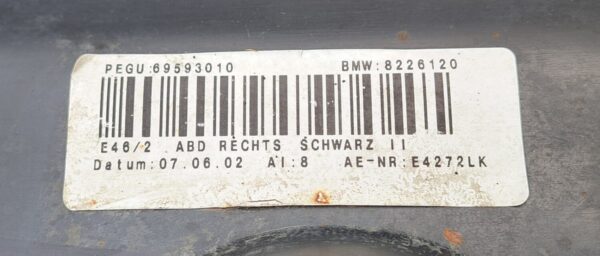 PEGU:69593010 BMW:8226120
E46/2 ABD RECHTS SCHWARZ II
Datum:07.06.02 AI:8 AE-NR:E4272LK